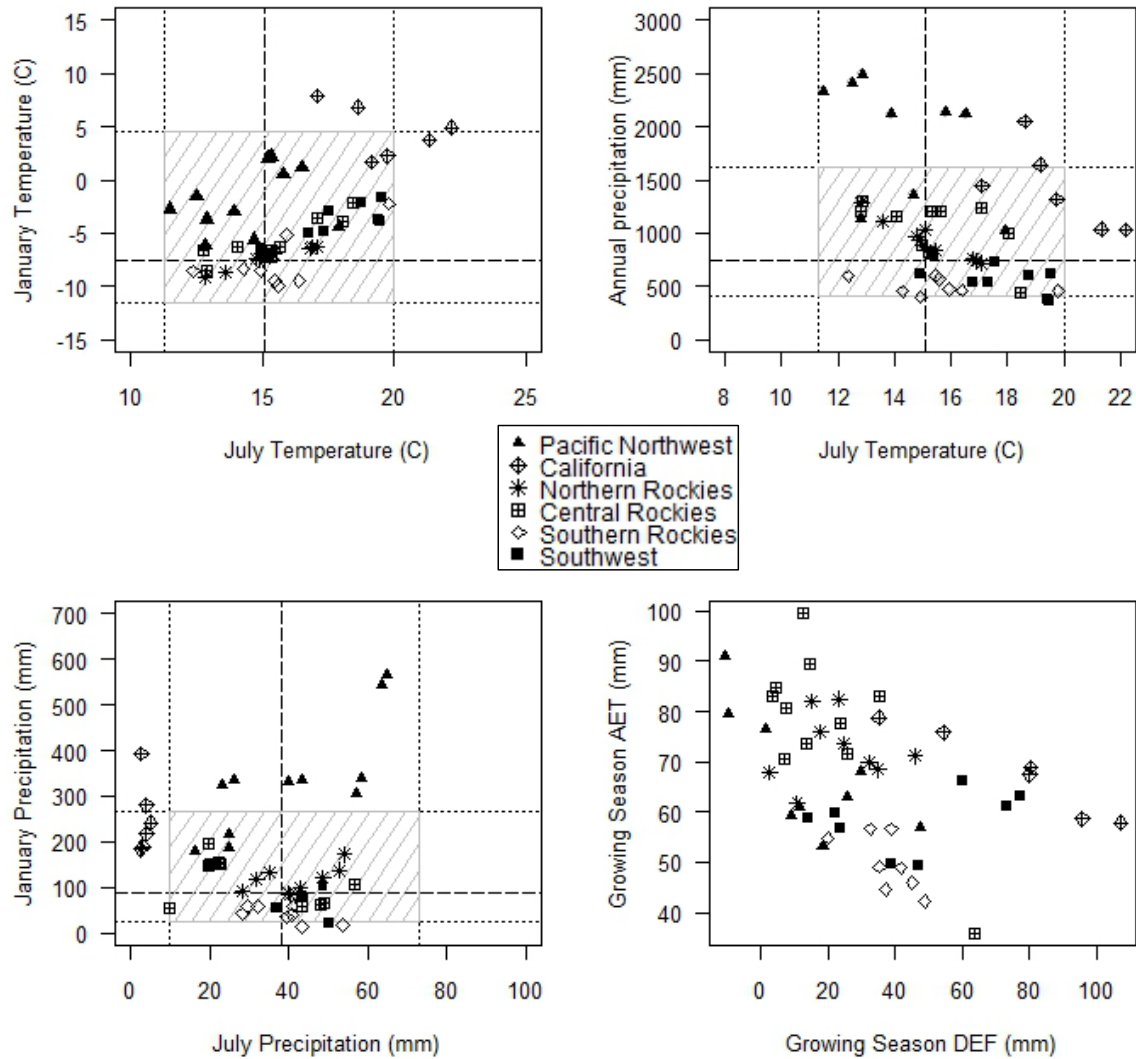 15
10
5
0
-5
-10
-15
January Temperature (C)
10 15 20 25
July Temperature (C)
3000
2500
2000
1500
1000
500
0
Annual precipitation (mm)
8 10 12 14 16 18 20 22
July Temperature (C)
Pacific Northwest
California
Northern Rockies
Central Rockies
Southern Rockies
Southwest
700
600
500
400
300
200
100
0
January Precipitation (mm)
0 20 40 60 80 100
July Precipitation (mm)
100
90
80
70
60
50
40
Growing Season AET (mm)
0 20 40 60 80 100
Growing Season DEF (mm)